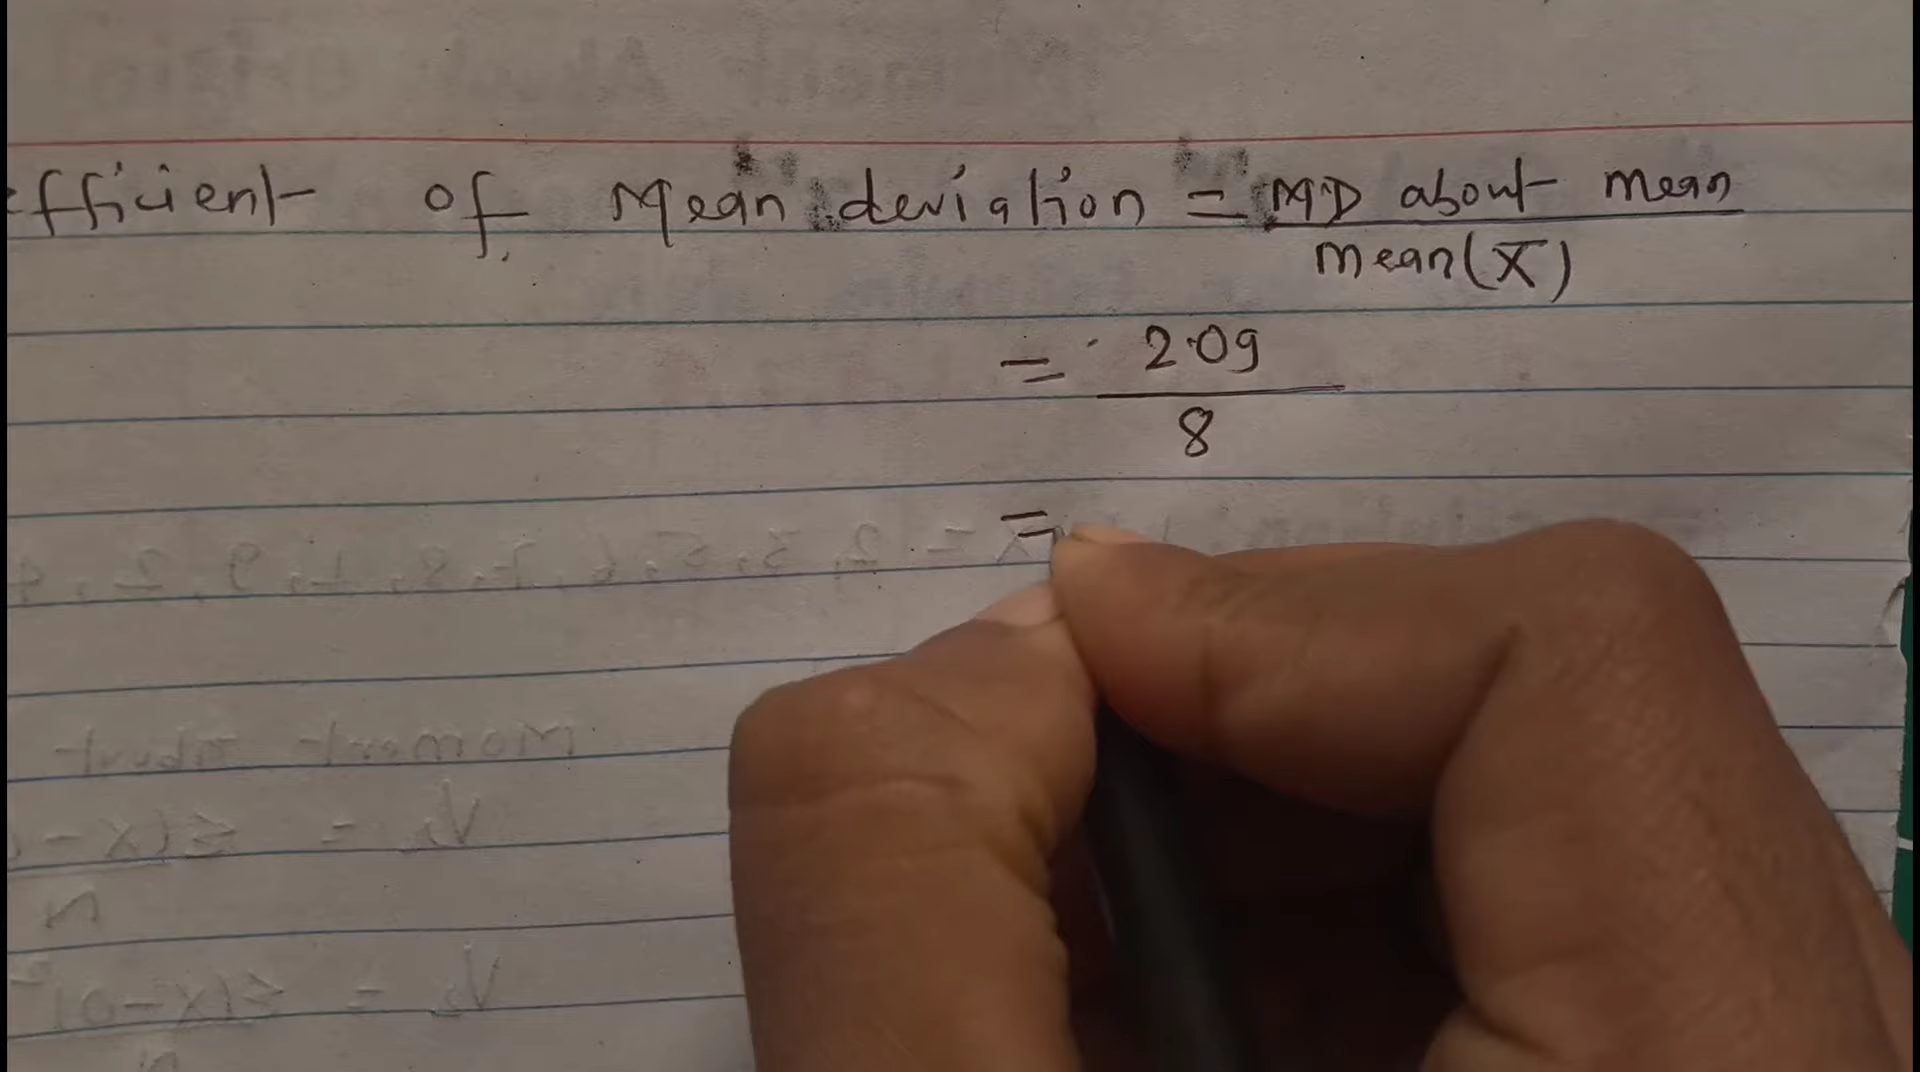 efficient of Mean deviation = MD about mean
mean(x̄)
= 2.09
8
=